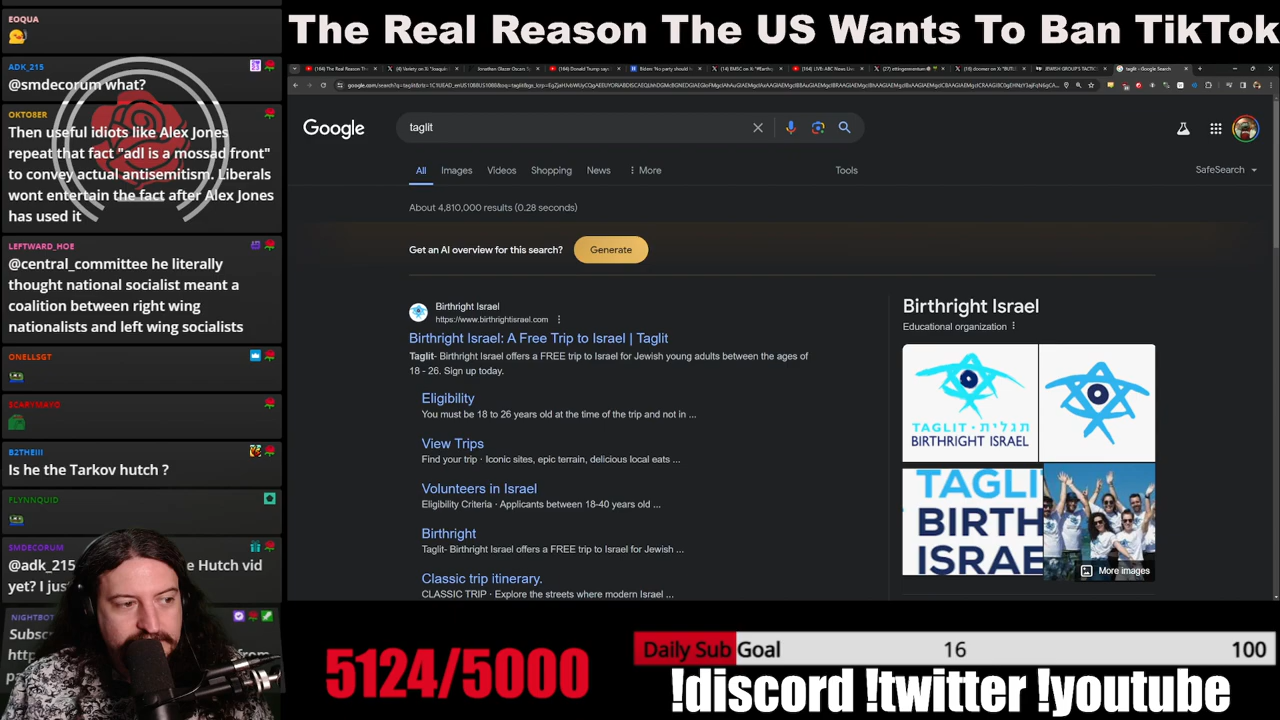 The Real Reason The US Wants To Ban TikTok
EOQUA
ADK_215
@smdecorum what?
OKTOBER
Then useful idiots like Alex Jones
repeat that fact "adl is a mossad front"
to convey actual antisemitism. Liberals
wont entertain the fact after Alex Jones
has used it
LEFTWARD_HOE
@central_committee he literally
thought national socialist meant a
coalition between right wing
nationalists and left wing socialists
ONELLSGT
SCARYMAYO
B2THEIII
Is he the Tarkov hutch ?
FLYNNQUID
SMDECORUM
@adk_215 e Hutch vid
yet? I jus
NIGHTBOT
Subsc
Google
taglit
All
Images
Videos
Shopping
News
More
Tools
SafeSearch
About 4,810,000 results (0.28 seconds)
Get an AI overview for this search?
Generate
Birthright Israel
https://www.birthrightisrael.com
Birthright Israel: A Free Trip to Israel | Taglit
Taglit- Birthright Israel offers a FREE trip to Israel for Jewish young adults between the ages of
18 - 26. Sign up today.
Eligibility
You must be 18 to 26 years old at the time of the trip and not in ...
View Trips
Find your trip · Iconic sites, epic terrain, delicious local eats ...
Volunteers in Israel
Eligibility Criteria · Applicants between 18-40 years old ...
Birthright
Taglit- Birthright Israel offers a FREE trip to Israel for Jewish ...
Classic trip itinerary.
CLASSIC TRIP · Explore the streets where modern Israel ...
Birthright Israel
Educational organization
TAGLIT · תגלית
BIRTHRIGHT ISRAEL
TAGLI
BIRTH
ISRAE
More images
5124/5000
Daily Sub Goal
16
100
!discord !twitter !youtube